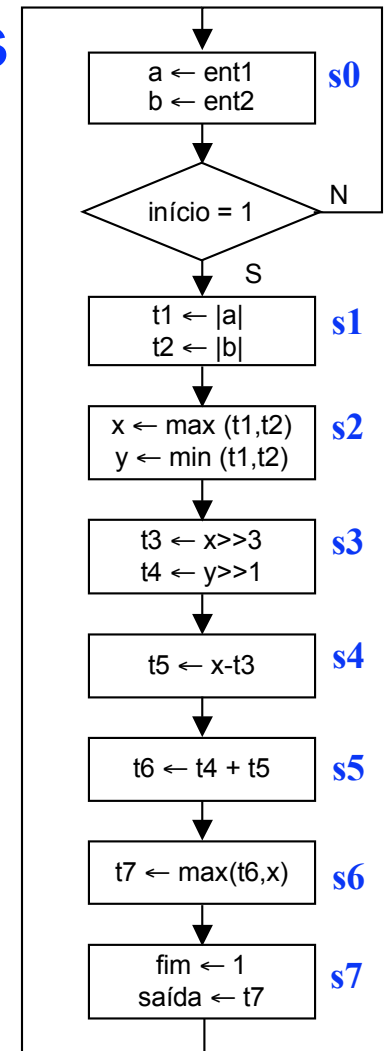 a ← ent1
b ← ent2
s0
início = 1
N
S
t1 ← |a|
t2 ← |b|
s1
x ← max (t1,t2)
y ← min (t1,t2)
s2
t3 ← x>>3
t4 ← y>>1
s3
t5 ← x-t3
s4
t6 ← t4 + t5
s5
t7 ← max(t6,x)
s6
fim ← 1
saída ← t7
s7